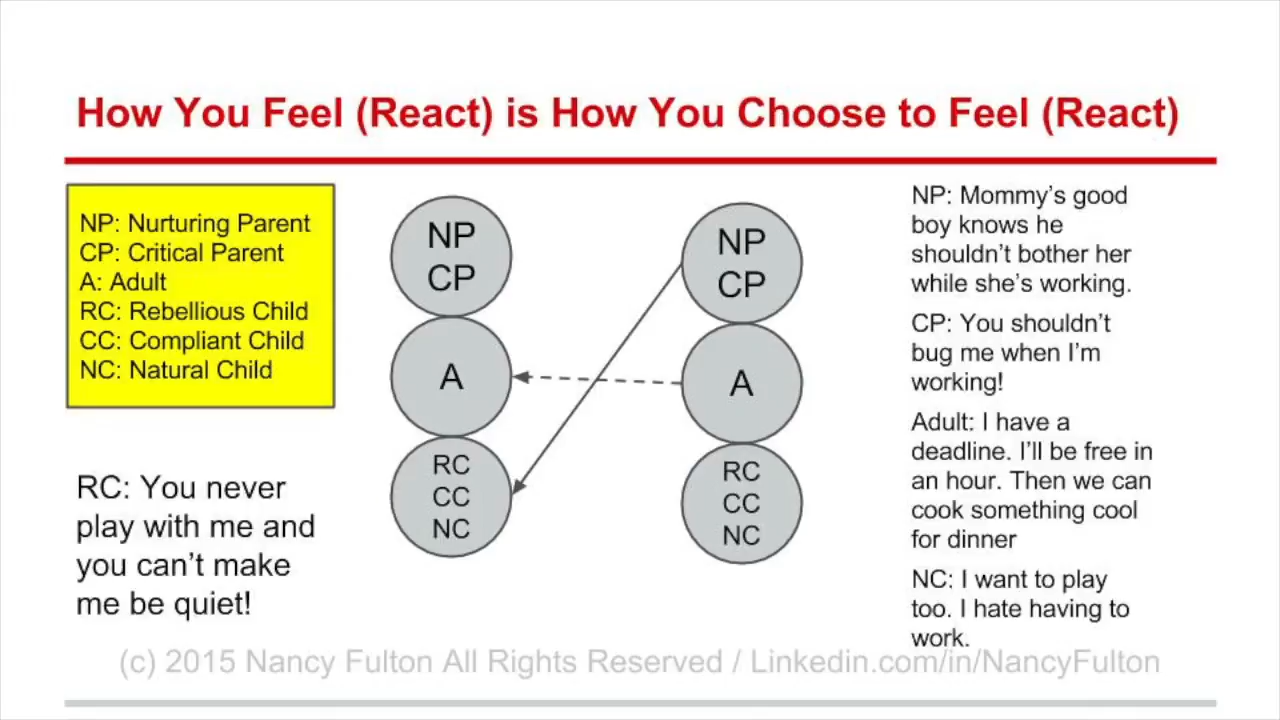 How You Feel (React) is How You Choose to Feel (React)
NP: Nurturing Parent
CP: Critical Parent
A: Adult
RC: Rebellious Child
CC: Compliant Child
NC: Natural Child
RC: You never
play with me and
you can't make
me be quiet!
NP
CP
A
RC
CC
NC
NP
CP
A
RC
CC
NC
NP: Mommy's good
boy knows he
shouldn't bother her
while she's working.
CP: You shouldn't
bug me when I'm
working!
Adult: I have a
deadline. I'll be free in
an hour. Then we can
cook something cool
for dinner
NC: I want to play
too. I hate having to
work.
(c) 2015 Nancy Fulton All Rights Reserved / Linkedin.com/in/NancyFulton